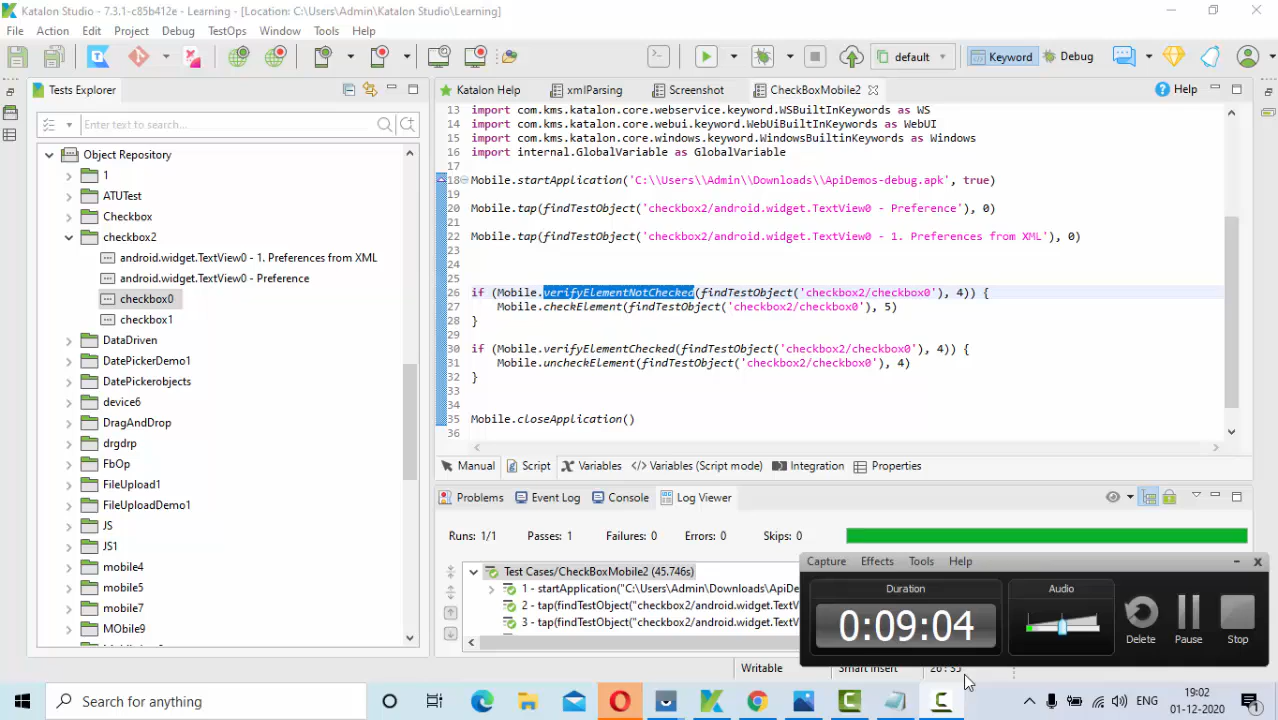 Katalon Studio - 7.3.1-c85b412e - Learning - [Location: C:\Users\Admin\Katalon Studio\Learning]
File Action Edit Project Debug TestOps Window Tools Help
default Keyword Debug
Tests Explorer
Katalon Help xmlParsing Screenshot CheckBoxMobile2 Help
Enter text to search...
Object Repository
1
ATUTest
Checkbox
checkbox2
android.widget.TextView0 - 1. Preferences from XML
android.widget.TextView0 - Preference
checkbox0
checkbox1
DataDriven
DatePickerDemo1
DatePickerobjects
device6
DragAndDrop
drgdrp
FbOp
FileUpload1
FileUploadDemo1
JS
JS1
mobile4
mobile5
mobile7
MObile9
13 import com.kms.katalon.core.webservice.keyword.WSBuiltInKeywords as WS
14 import com.kms.katalon.core.webui.keyword.WebUiBuiltInKeywords as WebUI
15 import com.kms.katalon.core.windows.keyword.WindowsBuiltinKeywords as Windows
16 import internal.GlobalVariable as GlobalVariable
17
18 Mobile.startApplication('C:\\Users\\Admin\\Downloads\\ApiDemos-debug.apk', true)
19
20 Mobile.tap(findTestObject('checkbox2/android.widget.TextView0 - Preference'), 0)
21
22 Mobile.tap(findTestObject('checkbox2/android.widget.TextView0 - 1. Preferences from XML'), 0)
23
24
25
26 if (Mobile.verifyElementNotChecked(findTestObject('checkbox2/checkbox0'), 4)) {
27 Mobile.checkElement(findTestObject('checkbox2/checkbox0'), 5)
28 }
29
30 if (Mobile.verifyElementChecked(findTestObject('checkbox2/checkbox0'), 4)) {
31 Mobile.uncheckElement(findTestObject('checkbox2/checkbox0'), 4)
32 }
33
34
35 Mobile.closeApplication()
36
Manual Script Variables Variables (Script mode) Integration Properties
Problems Event Log Console Log Viewer
Runs: 1/1 Passes: 1 Failures: 0 Errors: 0 Skips: 0
Test Cases/CheckBoxMobile2 (45.746s)
1 - startApplication("C:\Users\Admin\Downloads\ApiDe
2 - tap(findTestObject("checkbox2/android.widget.TextV
3 - tap(findTestObject("checkbox2/android.widget.TextV
Capture Effects Tools Help
Duration Audio
0:09:04
Delete Pause Stop
Writable Smart Insert
Search for anything
ENG 19:02
01-12-2020
1